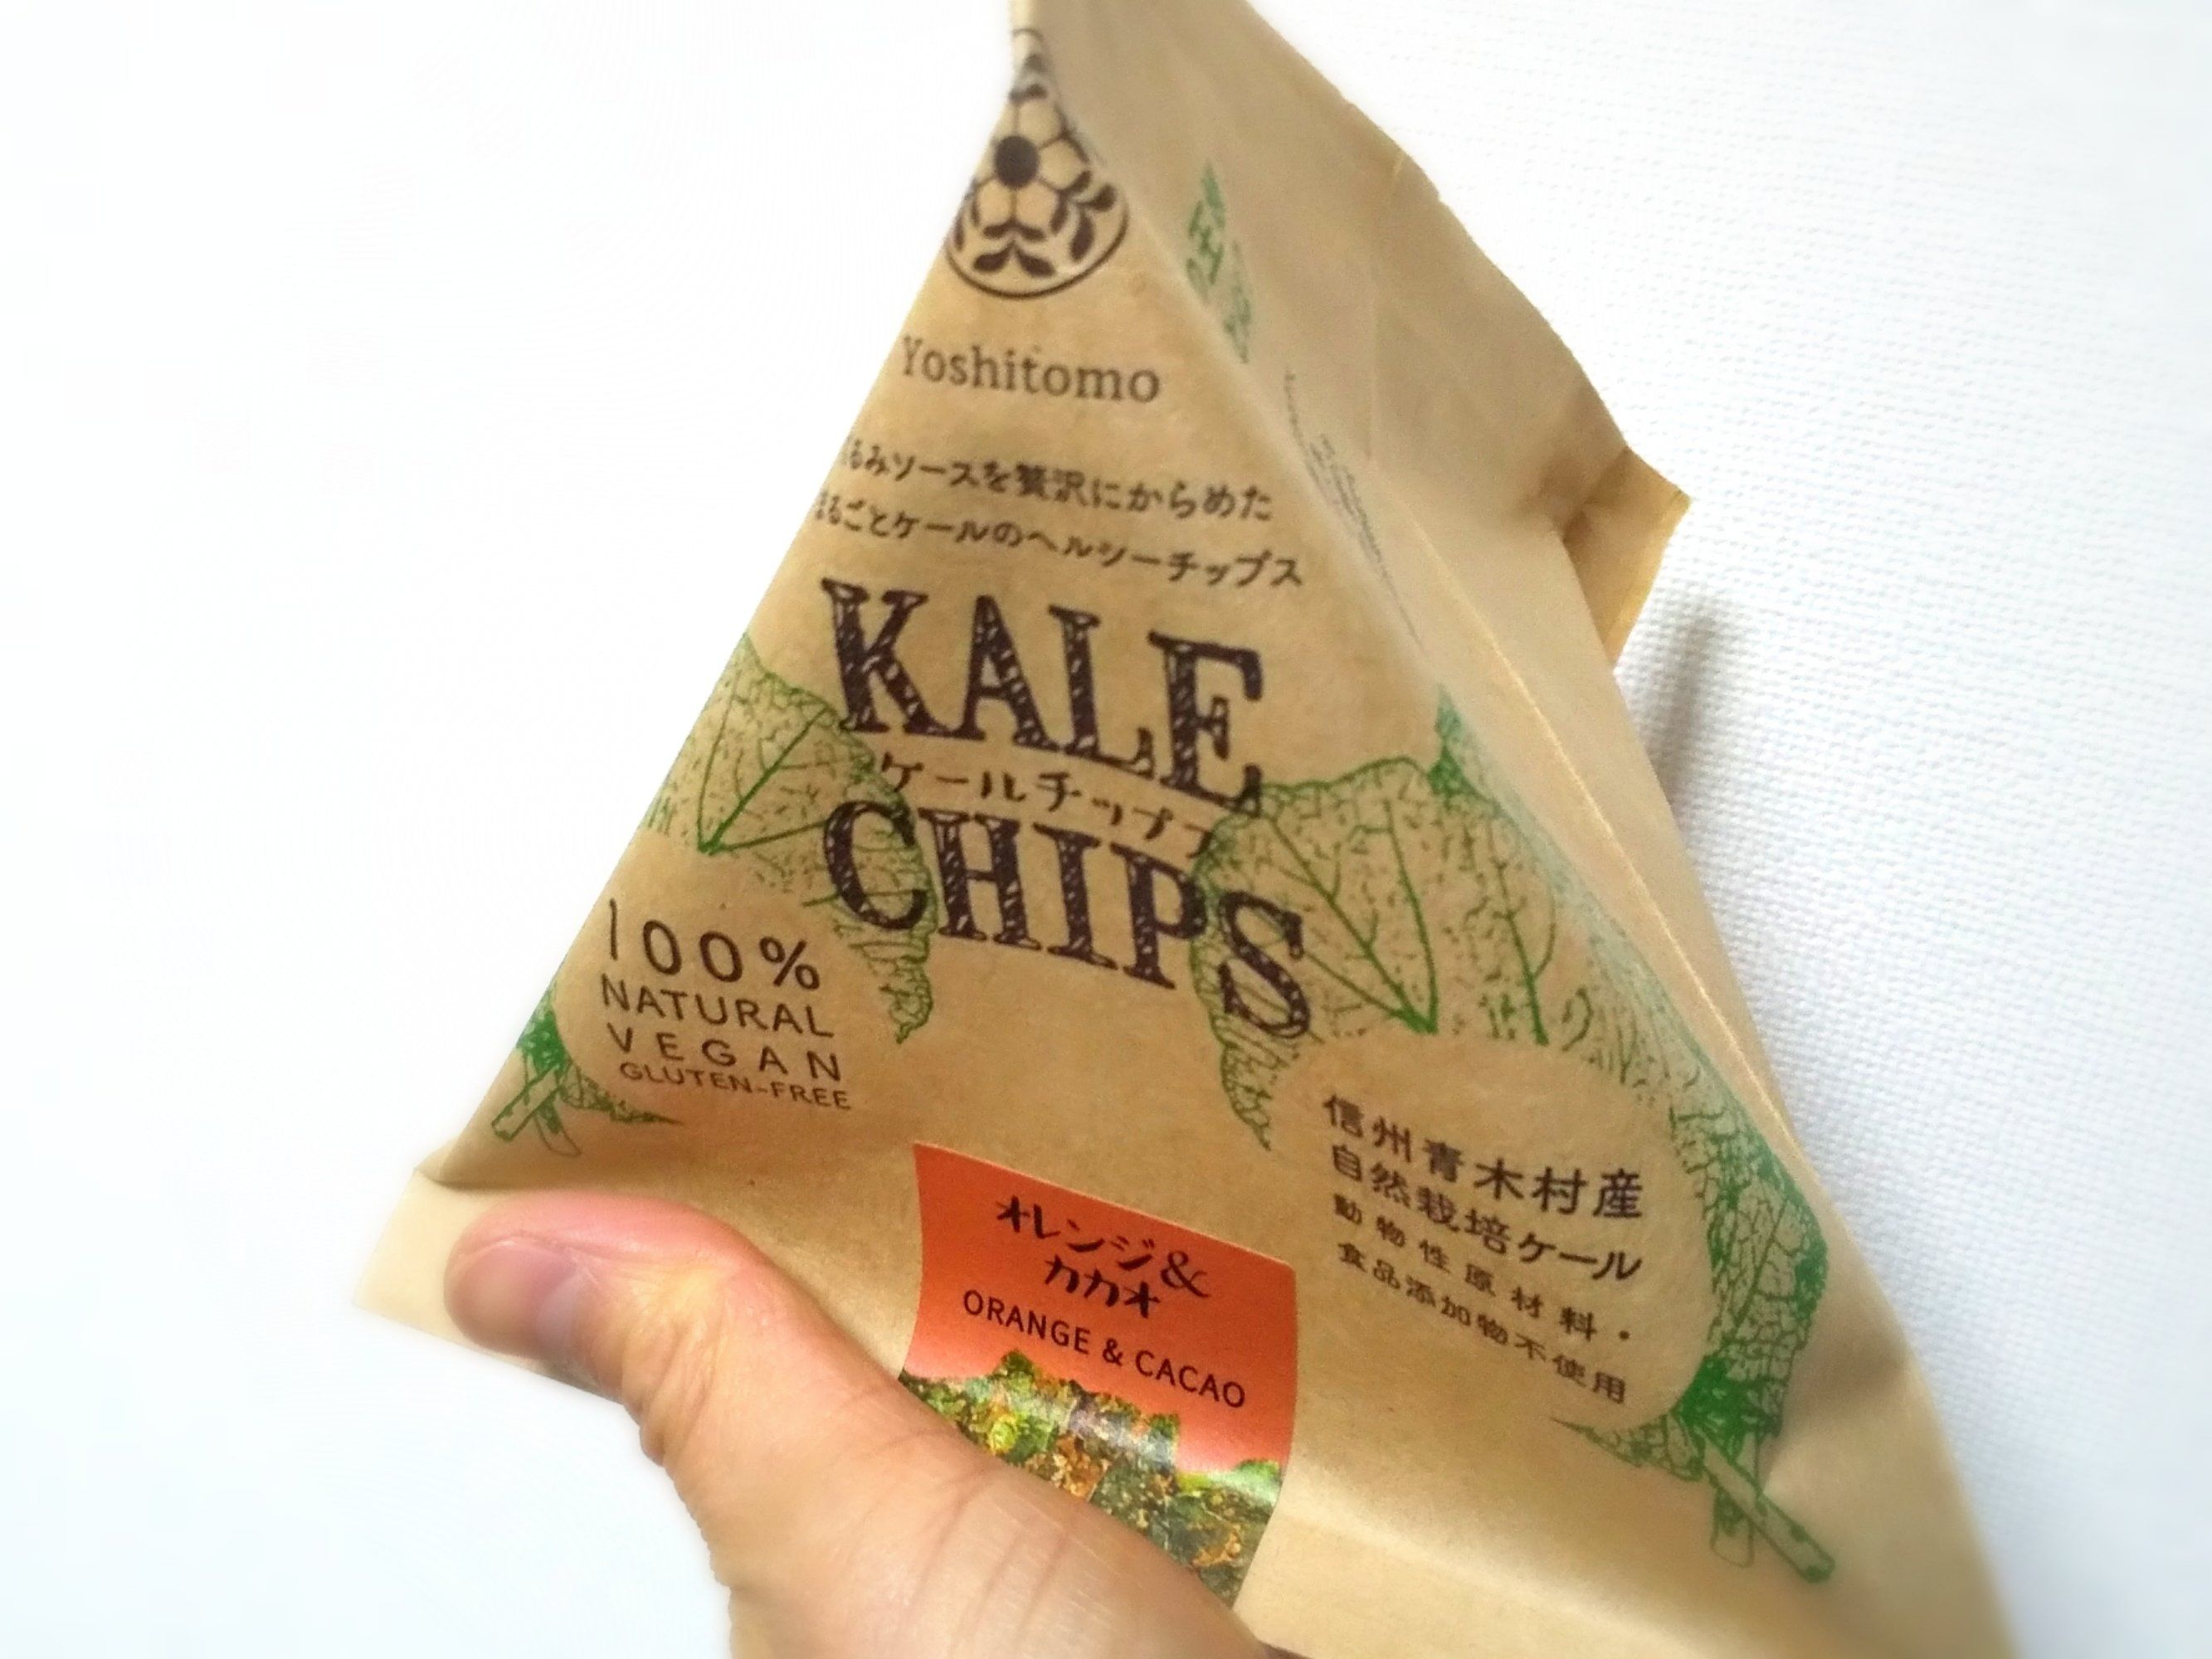 Yoshitomo
くるみソースを贅沢にからめた
まるごとケールのヘルシーチップス
KALE
ケールチップス
CHIPS
100%
NATURAL
VEGAN
GLUTEN-FREE
信州青木村産
自然栽培ケール
動物性原材料・
食品添加物不使用
オレンジ&
カカオ
ORANGE & CACAO